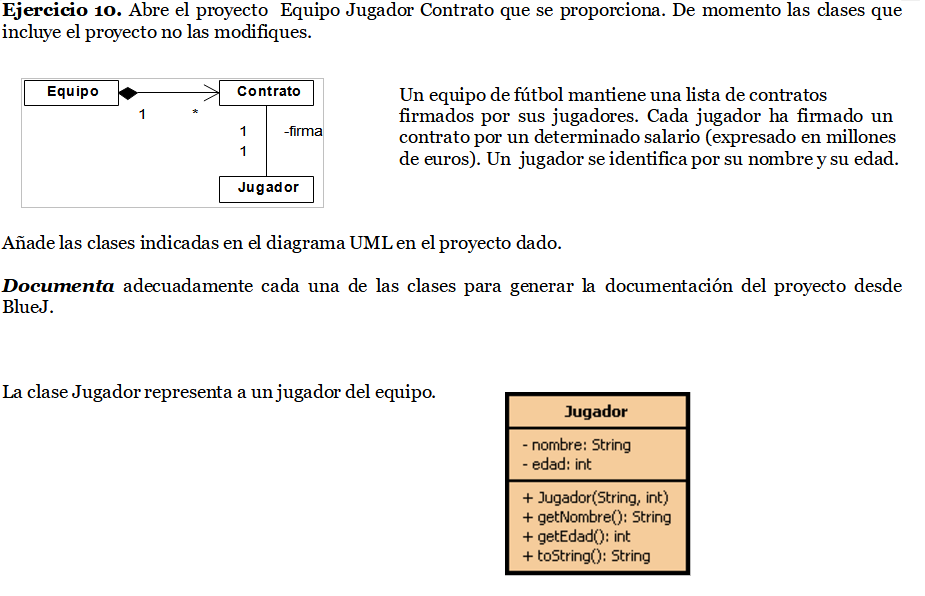 Ejercicio 10. Abre el proyecto Equipo Jugador Contrato que se proporciona. De momento las clases que
incluye el proyecto no las modifiques.
Equipo
Contrato
1
*
1
-firma
1
Jugador
Un equipo de fútbol mantiene una lista de contratos
firmados por sus jugadores. Cada jugador ha firmado un
contrato por un determinado salario (expresado en millones
de euros). Un jugador se identifica por su nombre y su edad.
Añade las clases indicadas en el diagrama UML en el proyecto dado.
Documenta adecuadamente cada una de las clases para generar la documentación del proyecto desde
BlueJ.
La clase Jugador representa a un jugador del equipo.
Jugador
- nombre: String
- edad: int
+ Jugador(String, int)
+ getNombre(): String
+ getEdad(): int
+ toString(): String